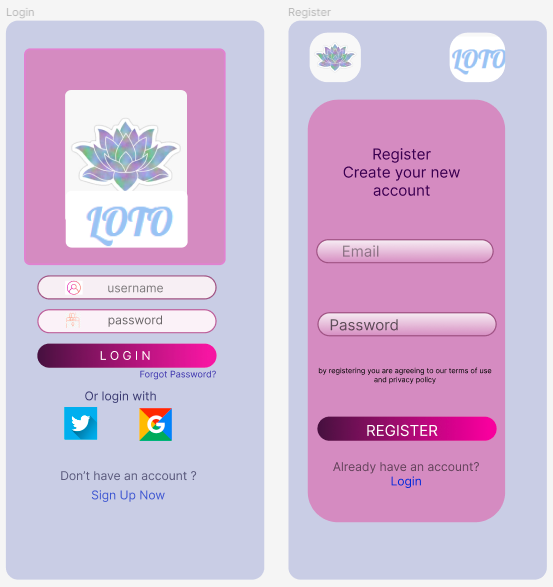 Login
LOTO
username
password
LOGIN
Forgot Password?
Or login with
G
Don't have an account ?
Sign Up Now
Register
LOTO
Register
Create your new
account
Email
Password
by registering you are agreeing to our terms of use
and privacy policy
REGISTER
Already have an account?
Login